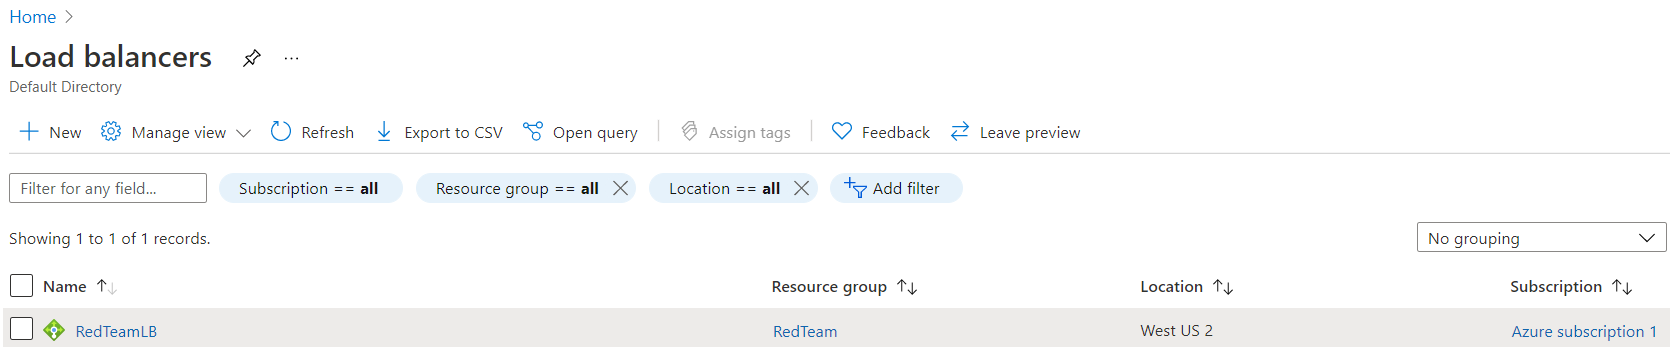 Home
Load balancers
Default Directory
New Manage view Refresh Export to CSV Open query Assign tags Feedback Leave preview
Filter for any field... Subscription == all Resource group == all Location == all Add filter
Showing 1 to 1 of 1 records. No grouping
Name Resource group Location Subscription
RedTeamLB RedTeam West US 2 Azure subscription 1